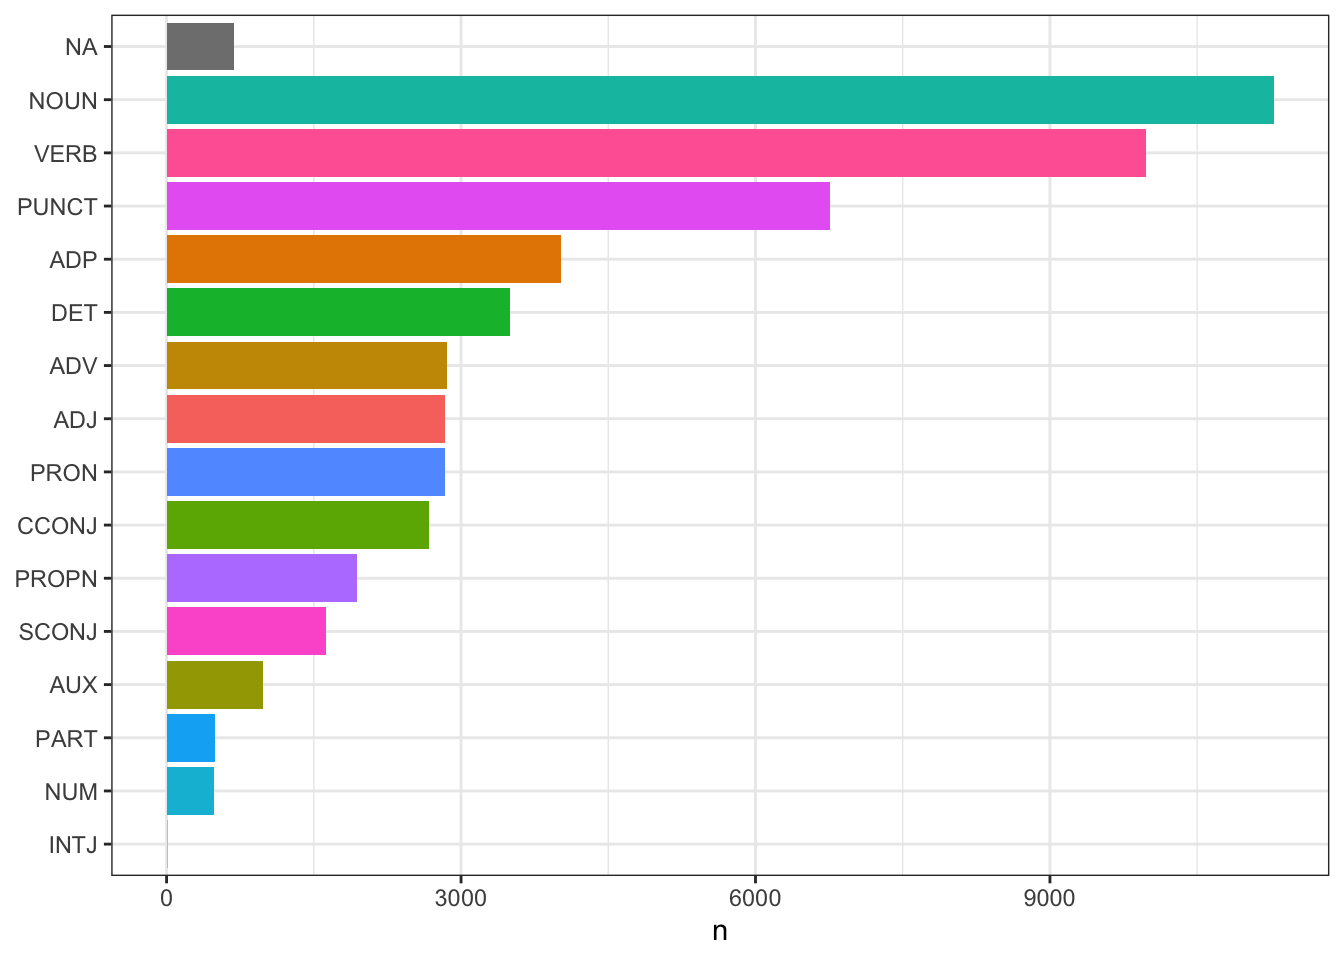 NA
NOUN
VERB
PUNCT
ADP
DET
ADV
ADJ
PRON
CCONJ
PROPN
SCONJ
AUX
PART
NUM
INTJ
0 3000 6000 9000
n